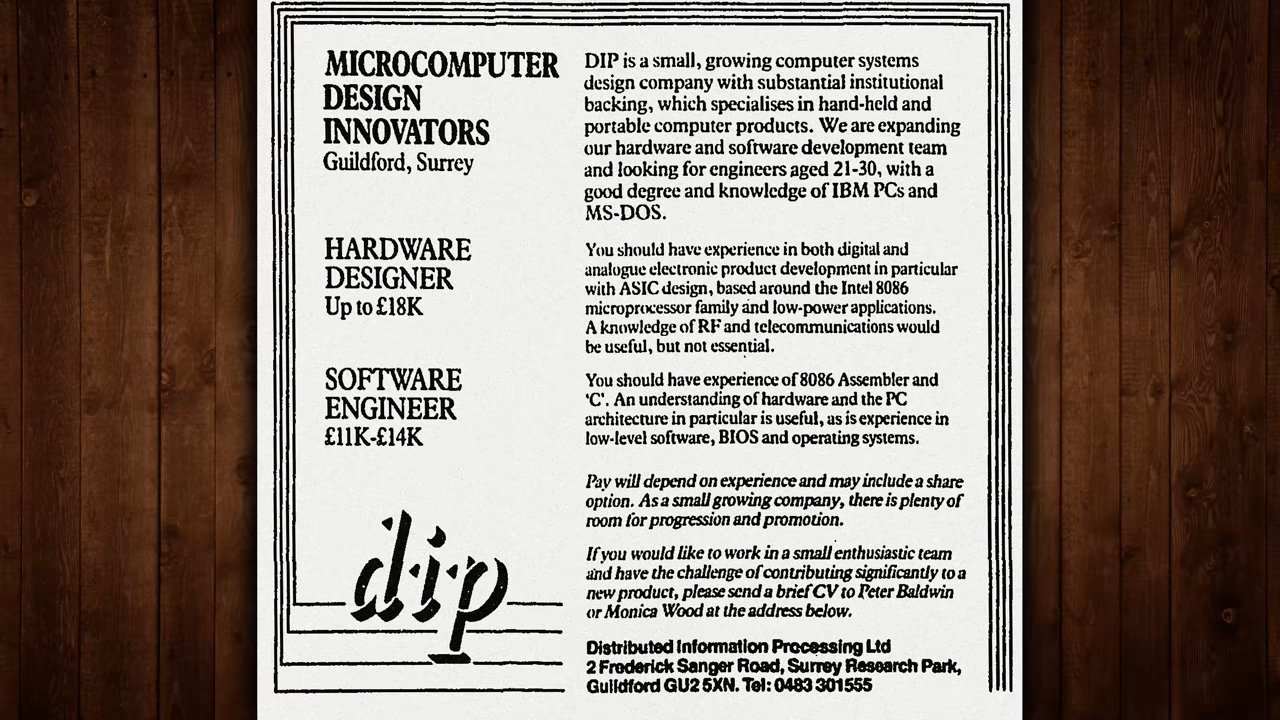 MICROCOMPUTER
DESIGN
INNOVATORS
Guildford, Surrey
DIP is a small, growing computer systems
design company with substantial institutional
backing, which specialises in hand-held and
portable computer products. We are expanding
our hardware and software development team
and looking for engineers aged 21-30, with a
good degree and knowledge of IBM PCs and
MS-DOS.
HARDWARE
DESIGNER
Up to £18K
You should have experience in both digital and
analogue electronic product development in particular
with ASIC design, based around the Intel 8086
microprocessor family and low-power applications.
A knowledge of RF and telecommunications would
be useful, but not essential.
SOFTWARE
ENGINEER
£11K-£14K
You should have experience of 8086 Assembler and
'C'. An understanding of hardware and the PC
architecture in particular is useful, as is experience in
low-level software, BIOS and operating systems.
Pay will depend on experience and may include a share
option. As a small growing company, there is plenty of
room for progression and promotion.
If you would like to work in a small enthusiastic team
and have the challenge of contributing significantly to a
new product, please send a brief CV to Peter Baldwin
or Monica Wood at the address below.
dip
Distributed Information Processing Ltd
2 Frederick Sanger Road, Surrey Research Park,
Guildford GU2 5XN. Tel: 0483 301555